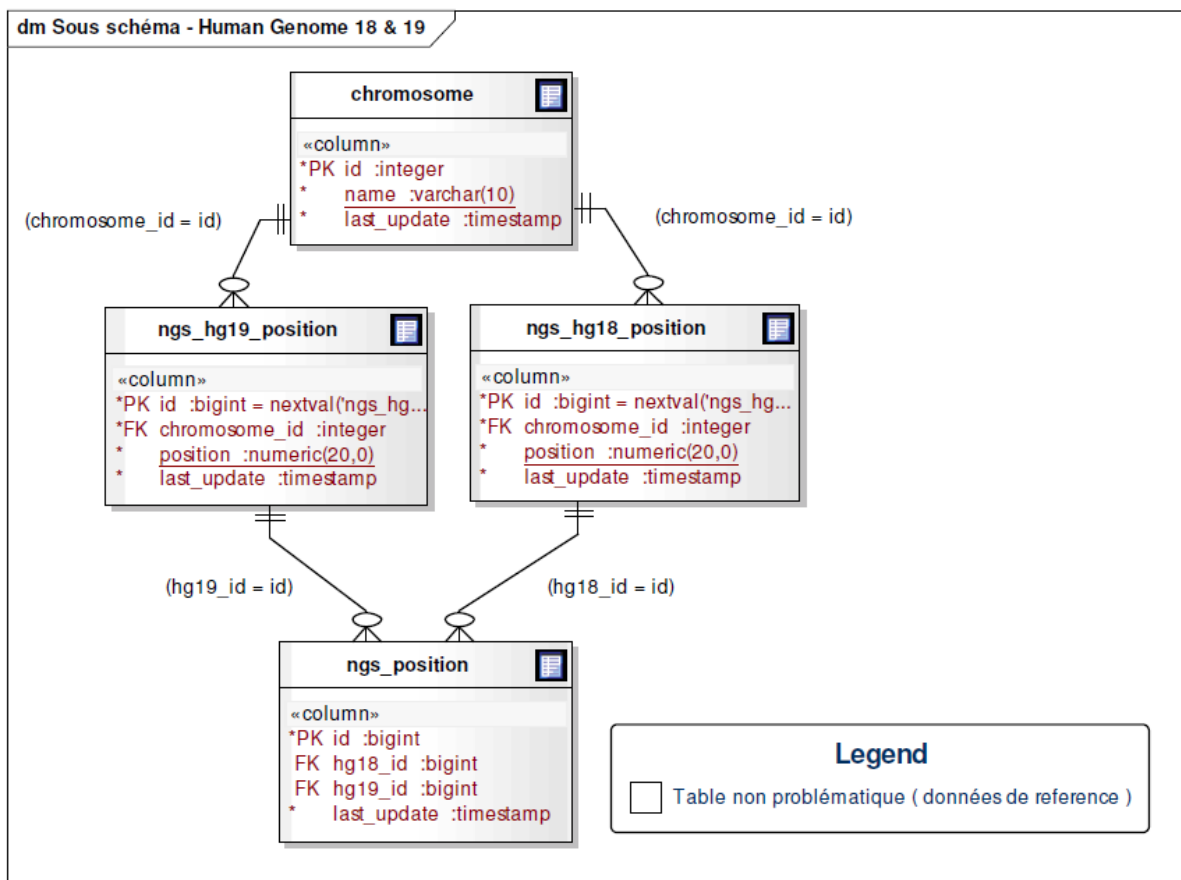 dm Sous schéma - Human Genome 18 & 19
chromosome
«column»
*PK id :integer
* name :varchar(10)
* last_update :timestamp
(chromosome_id = id)
(chromosome_id = id)
ngs_hg19_position
«column»
*PK id :bigint = nextval('ngs_hg...
*FK chromosome_id :integer
* position :numeric(20,0)
* last_update :timestamp
ngs_hg18_position
«column»
*PK id :bigint = nextval('ngs_hg...
*FK chromosome_id :integer
* position :numeric(20,0)
* last_update :timestamp
(hg19_id = id)
(hg18_id = id)
ngs_position
«column»
*PK id :bigint
FK hg18_id :bigint
FK hg19_id :bigint
* last_update :timestamp
Legend
Table non problématique ( données de reference )